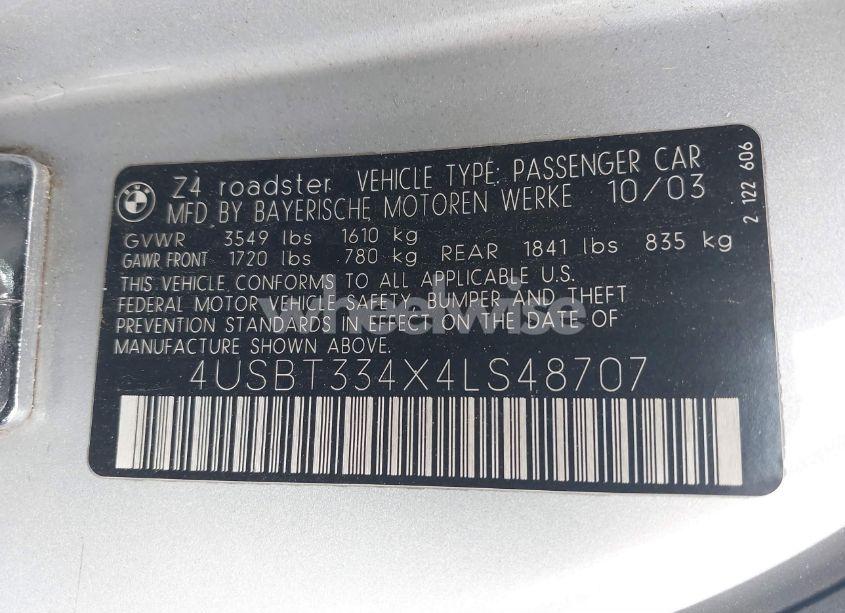 BMW
Z4 roadster VEHICLE TYPE: PASSENGER CAR
MFD BY BAYERISCHE MOTOREN WERKE 10/03
GVWR 3549 lbs 1610 kg
GAWR FRONT 1720 lbs 780 kg REAR 1841 lbs 835 kg
THIS VEHICLE CONFORMS TO ALL APPLICABLE U.S.
FEDERAL MOTOR VEHICLE SAFETY, BUMPER AND THEFT
PREVENTION STANDARDS IN EFFECT ON THE DATE OF
MANUFACTURE SHOWN ABOVE.
4USBT334X4LS48707
2 122 606
wheelwise